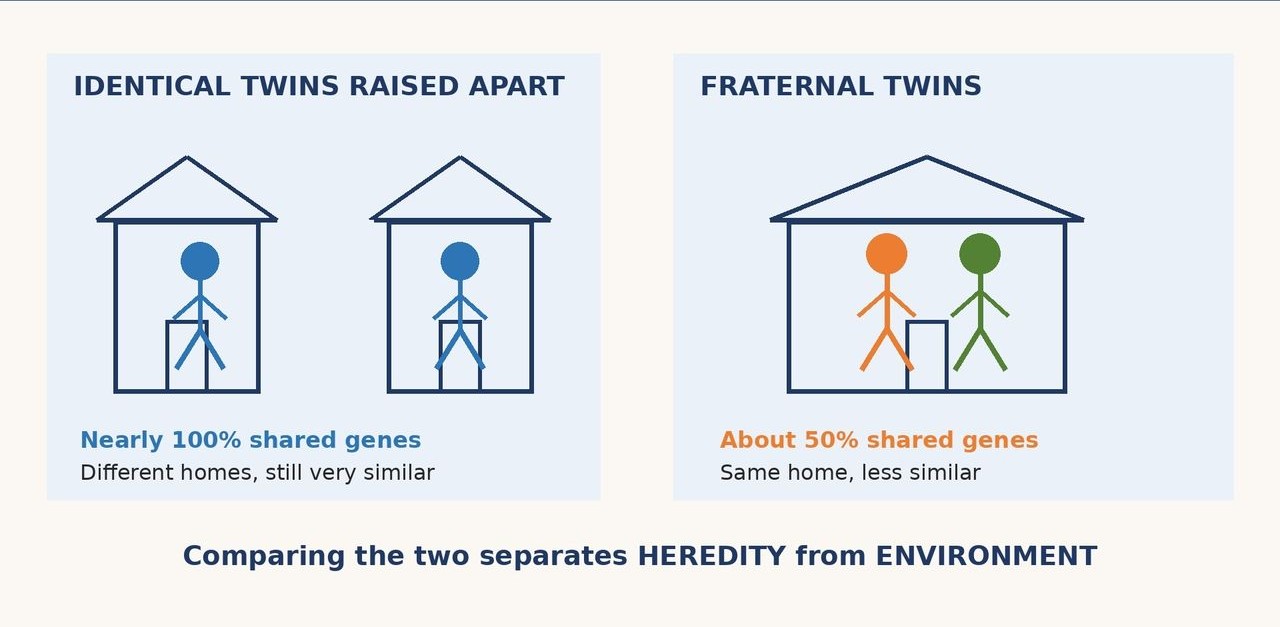 IDENTICAL TWINS RAISED APART
Nearly 100% shared genes
Different homes, still very similar
FRATERNAL TWINS
About 50% shared genes
Same home, less similar
Comparing the two separates HEREDITY from ENVIRONMENT